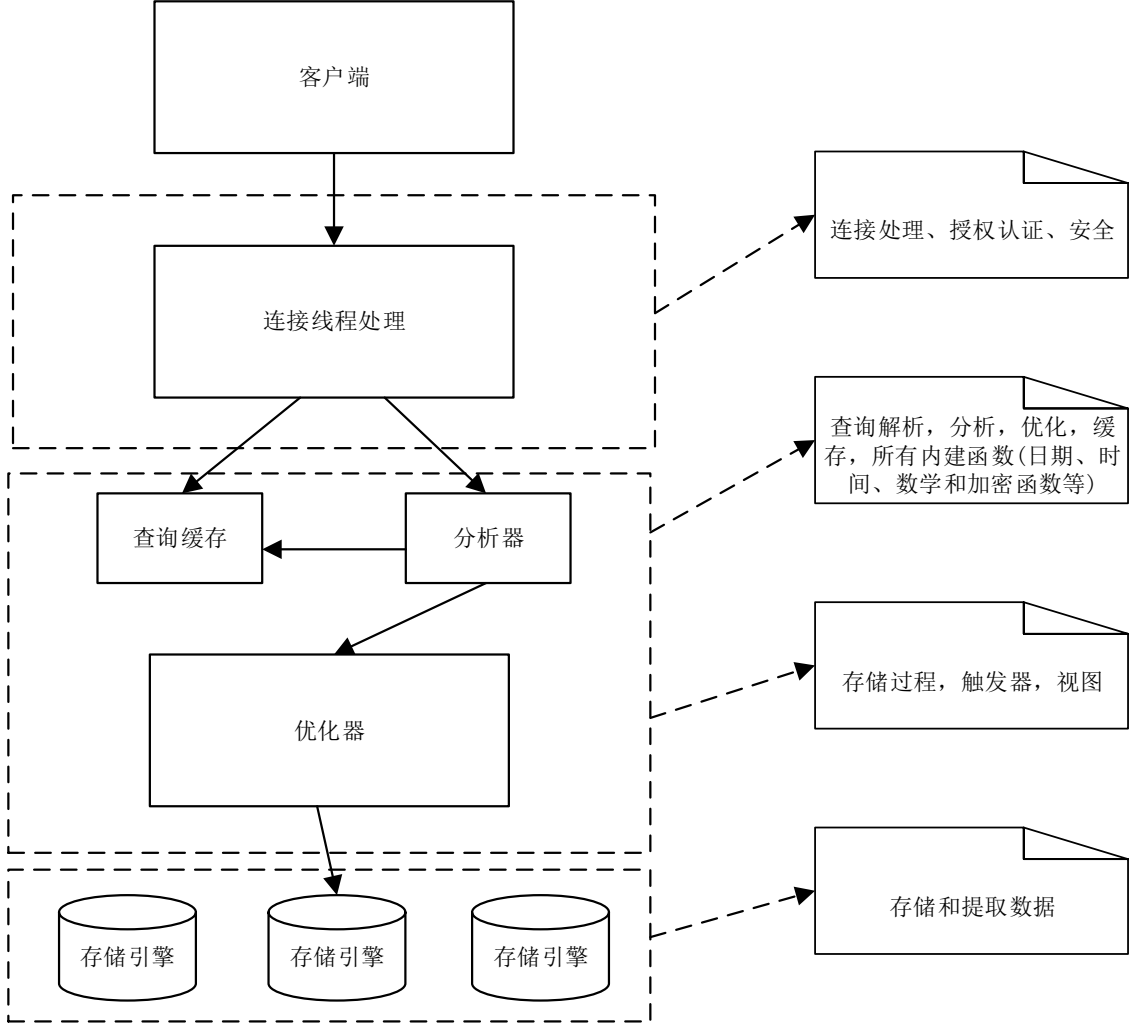 客户端
连接处理、授权认证、安全
连接线程处理
查询解析，分析，优化，缓
存，所有内建函数(日期、时
间、数学和加密函数等)
查询缓存
分析器
存储过程，触发器，视图
优化器
存储和提取数据
存储引擎
存储引擎
存储引擎